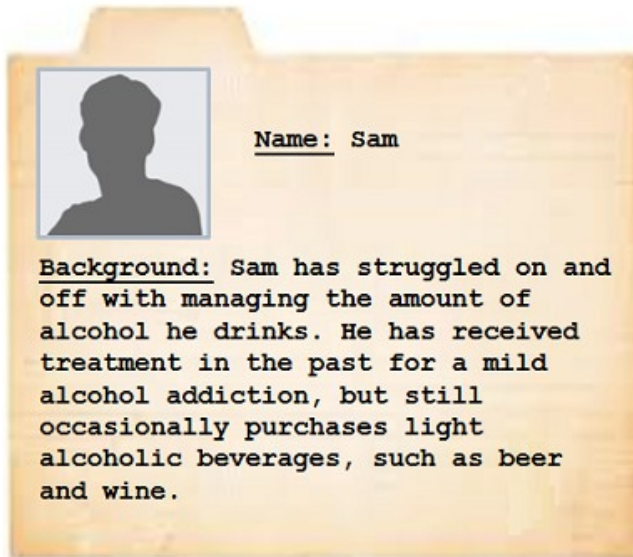 Name: Sam
Background: Sam has struggled on and
off with managing the amount of
alcohol he drinks. He has received
treatment in the past for a mild
alcohol addiction, but still
occasionally purchases light
alcoholic beverages, such as beer
and wine.